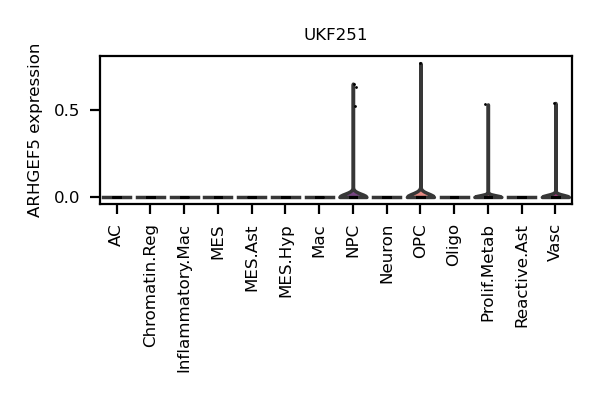 UKF251
ARHGEF5 expression
0.5
0.0
AC
Chromatin.Reg
Inflammatory.Mac
MES
MES.Ast
MES.Hyp
Mac
NPC
Neuron
OPC
Oligo
Prolif.Metab
Reactive.Ast
Vasc